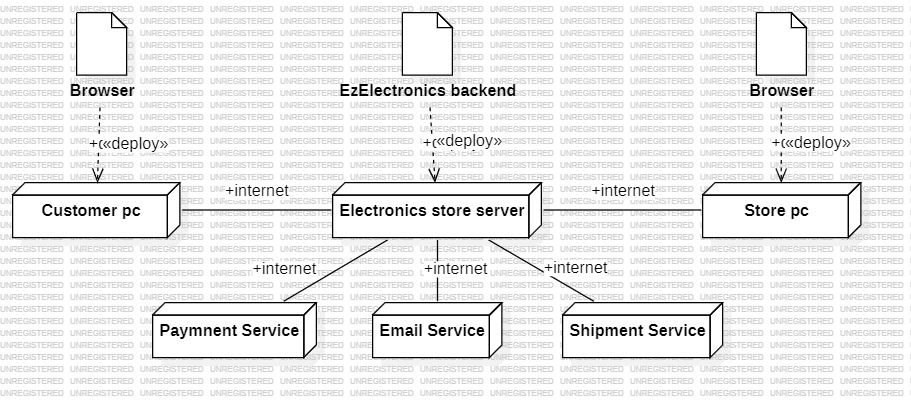 Browser
EzElectronics backend
Browser
+(«deploy»
+(«deploy»
+(«deploy»
+internet
+internet
Customer pc
Electronics store server
Store pc
+internet
+internet
+internet
Paymnent Service
Email Service
Shipment Service
UNREGISTERED